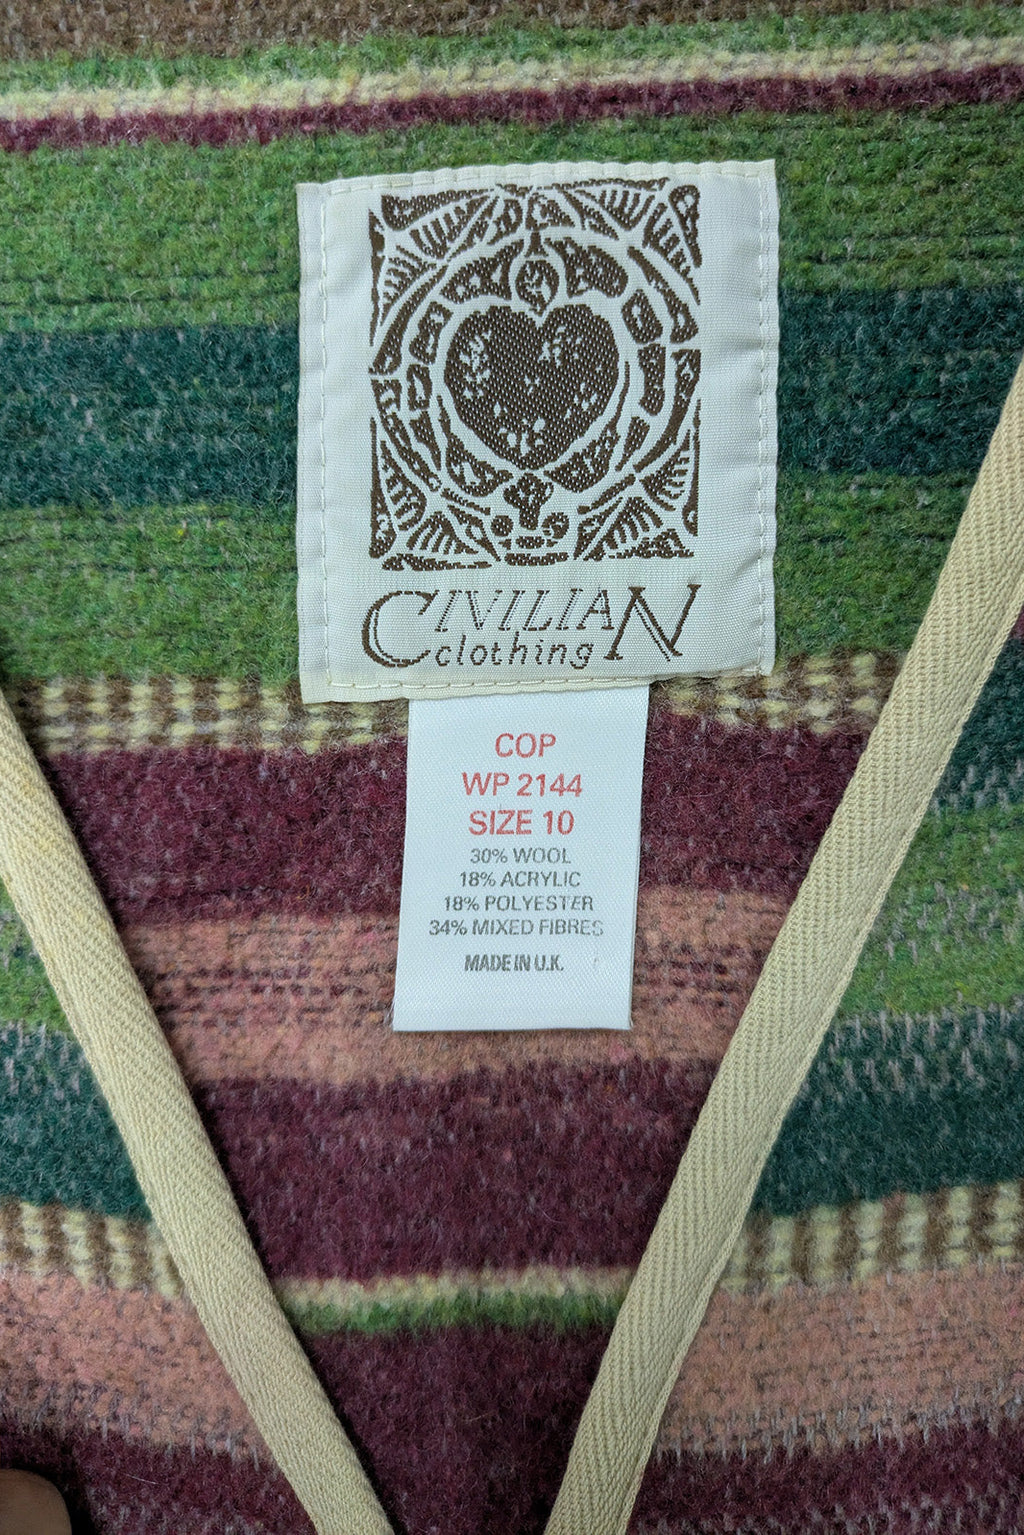 CIVILIAN
clothing
COP
WP 2144
SIZE 10
30% WOOL
18% ACRYLIC
18% POLYESTER
34% MIXED FIBRES
MADE IN U.K.